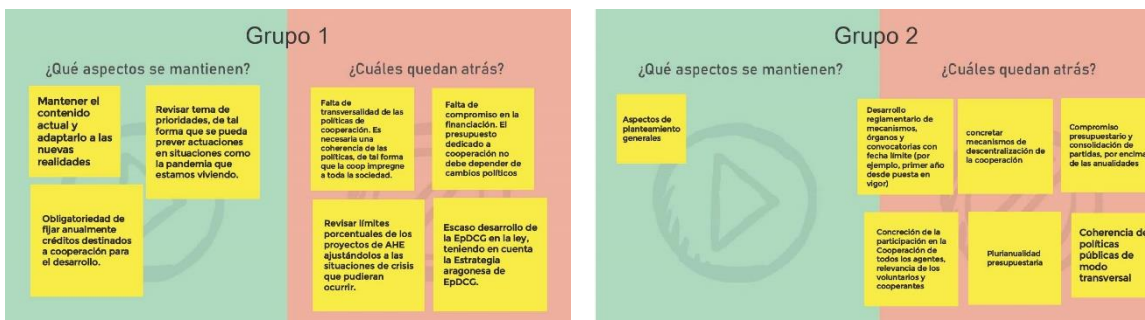 Grupo 1
¿Qué aspectos se mantienen?
¿Cuáles quedan atrás?
Mantener el
contenido
actual y
adaptarlo a las
nuevas
realidades
Revisar tema de
prioridades, de tal
forma que se pueda
prever actuaciones
en situaciones como
la pandemia que
estamos viviendo.
Obligatoriedad de
fijar anualmente
créditos destinados
a cooperación para
el desarrollo.
Falta de
transversalidad de las
políticas de
cooperación. Es
necesaria una
coherencia de las
políticas, de tal forma
que la coop impregne
a toda la sociedad.
Falta de
compromiso en la
financiación. El
presupuesto
dedicado a
cooperación no
debe depender de
cambios políticos
Revisar límites
porcentuales de los
proyectos de AHE
ajustándolos a las
situaciones de crisis
que pudieran
ocurrir.
Escaso desarrollo de
la EpDCG en la ley,
teniendo en cuenta
la Estrategia
aragonesa de
EpDCG.
Grupo 2
¿Qué aspectos se mantienen?
¿Cuáles quedan atrás?
Aspectos de
planteamiento
generales
Desarrollo
reglamentario de
mecanismos,
órganos y
convocatorias con
fecha límite (por
ejemplo, primer año
desde puesta en
vigor)
concretar
mecanismos de
descentralización de
la cooperación
Compromiso
presupuestario y
consolidación de
partidas, por encima
de las anualidades
Concreción de la
participación en la
Cooperación de
todos los agentes,
relevancia de los
voluntarios y
cooperantes
Plurianualidad
presupuestaria
Coherencia de
políticas
públicas de
modo
transversal